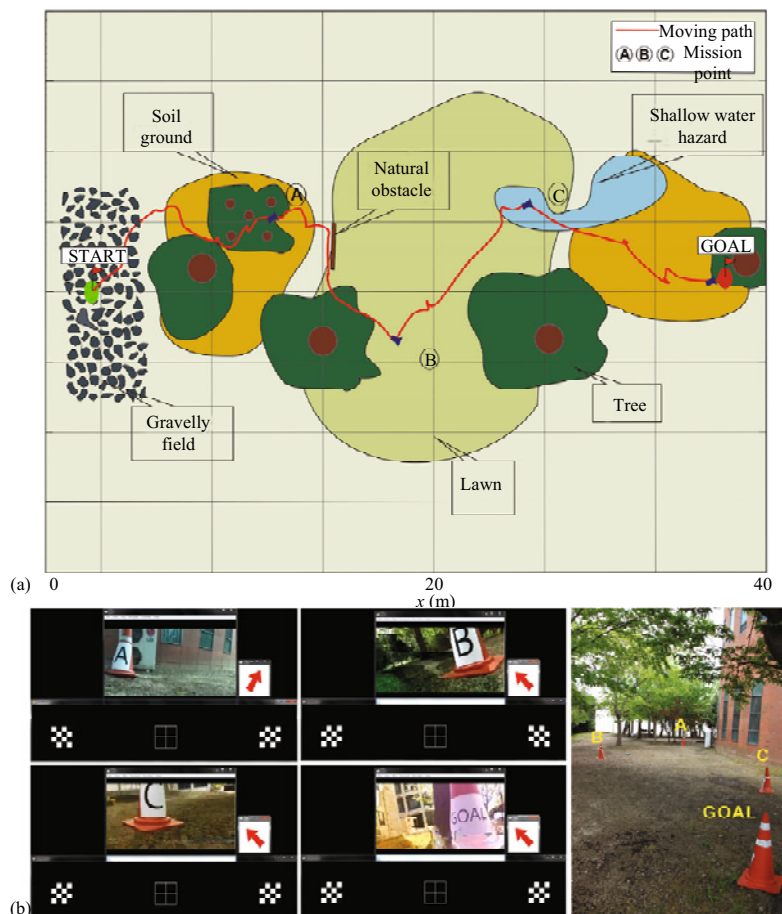 Moving path
A B C Mission
point
Soil
ground
Shallow water
hazard
Natural
obstacle
A
C
START
GOAL
B
Tree
Gravelly
field
Lawn
(a)
0
20
40
x (m)
A
B
C
GOAL
B
A
C
GOAL
(b)